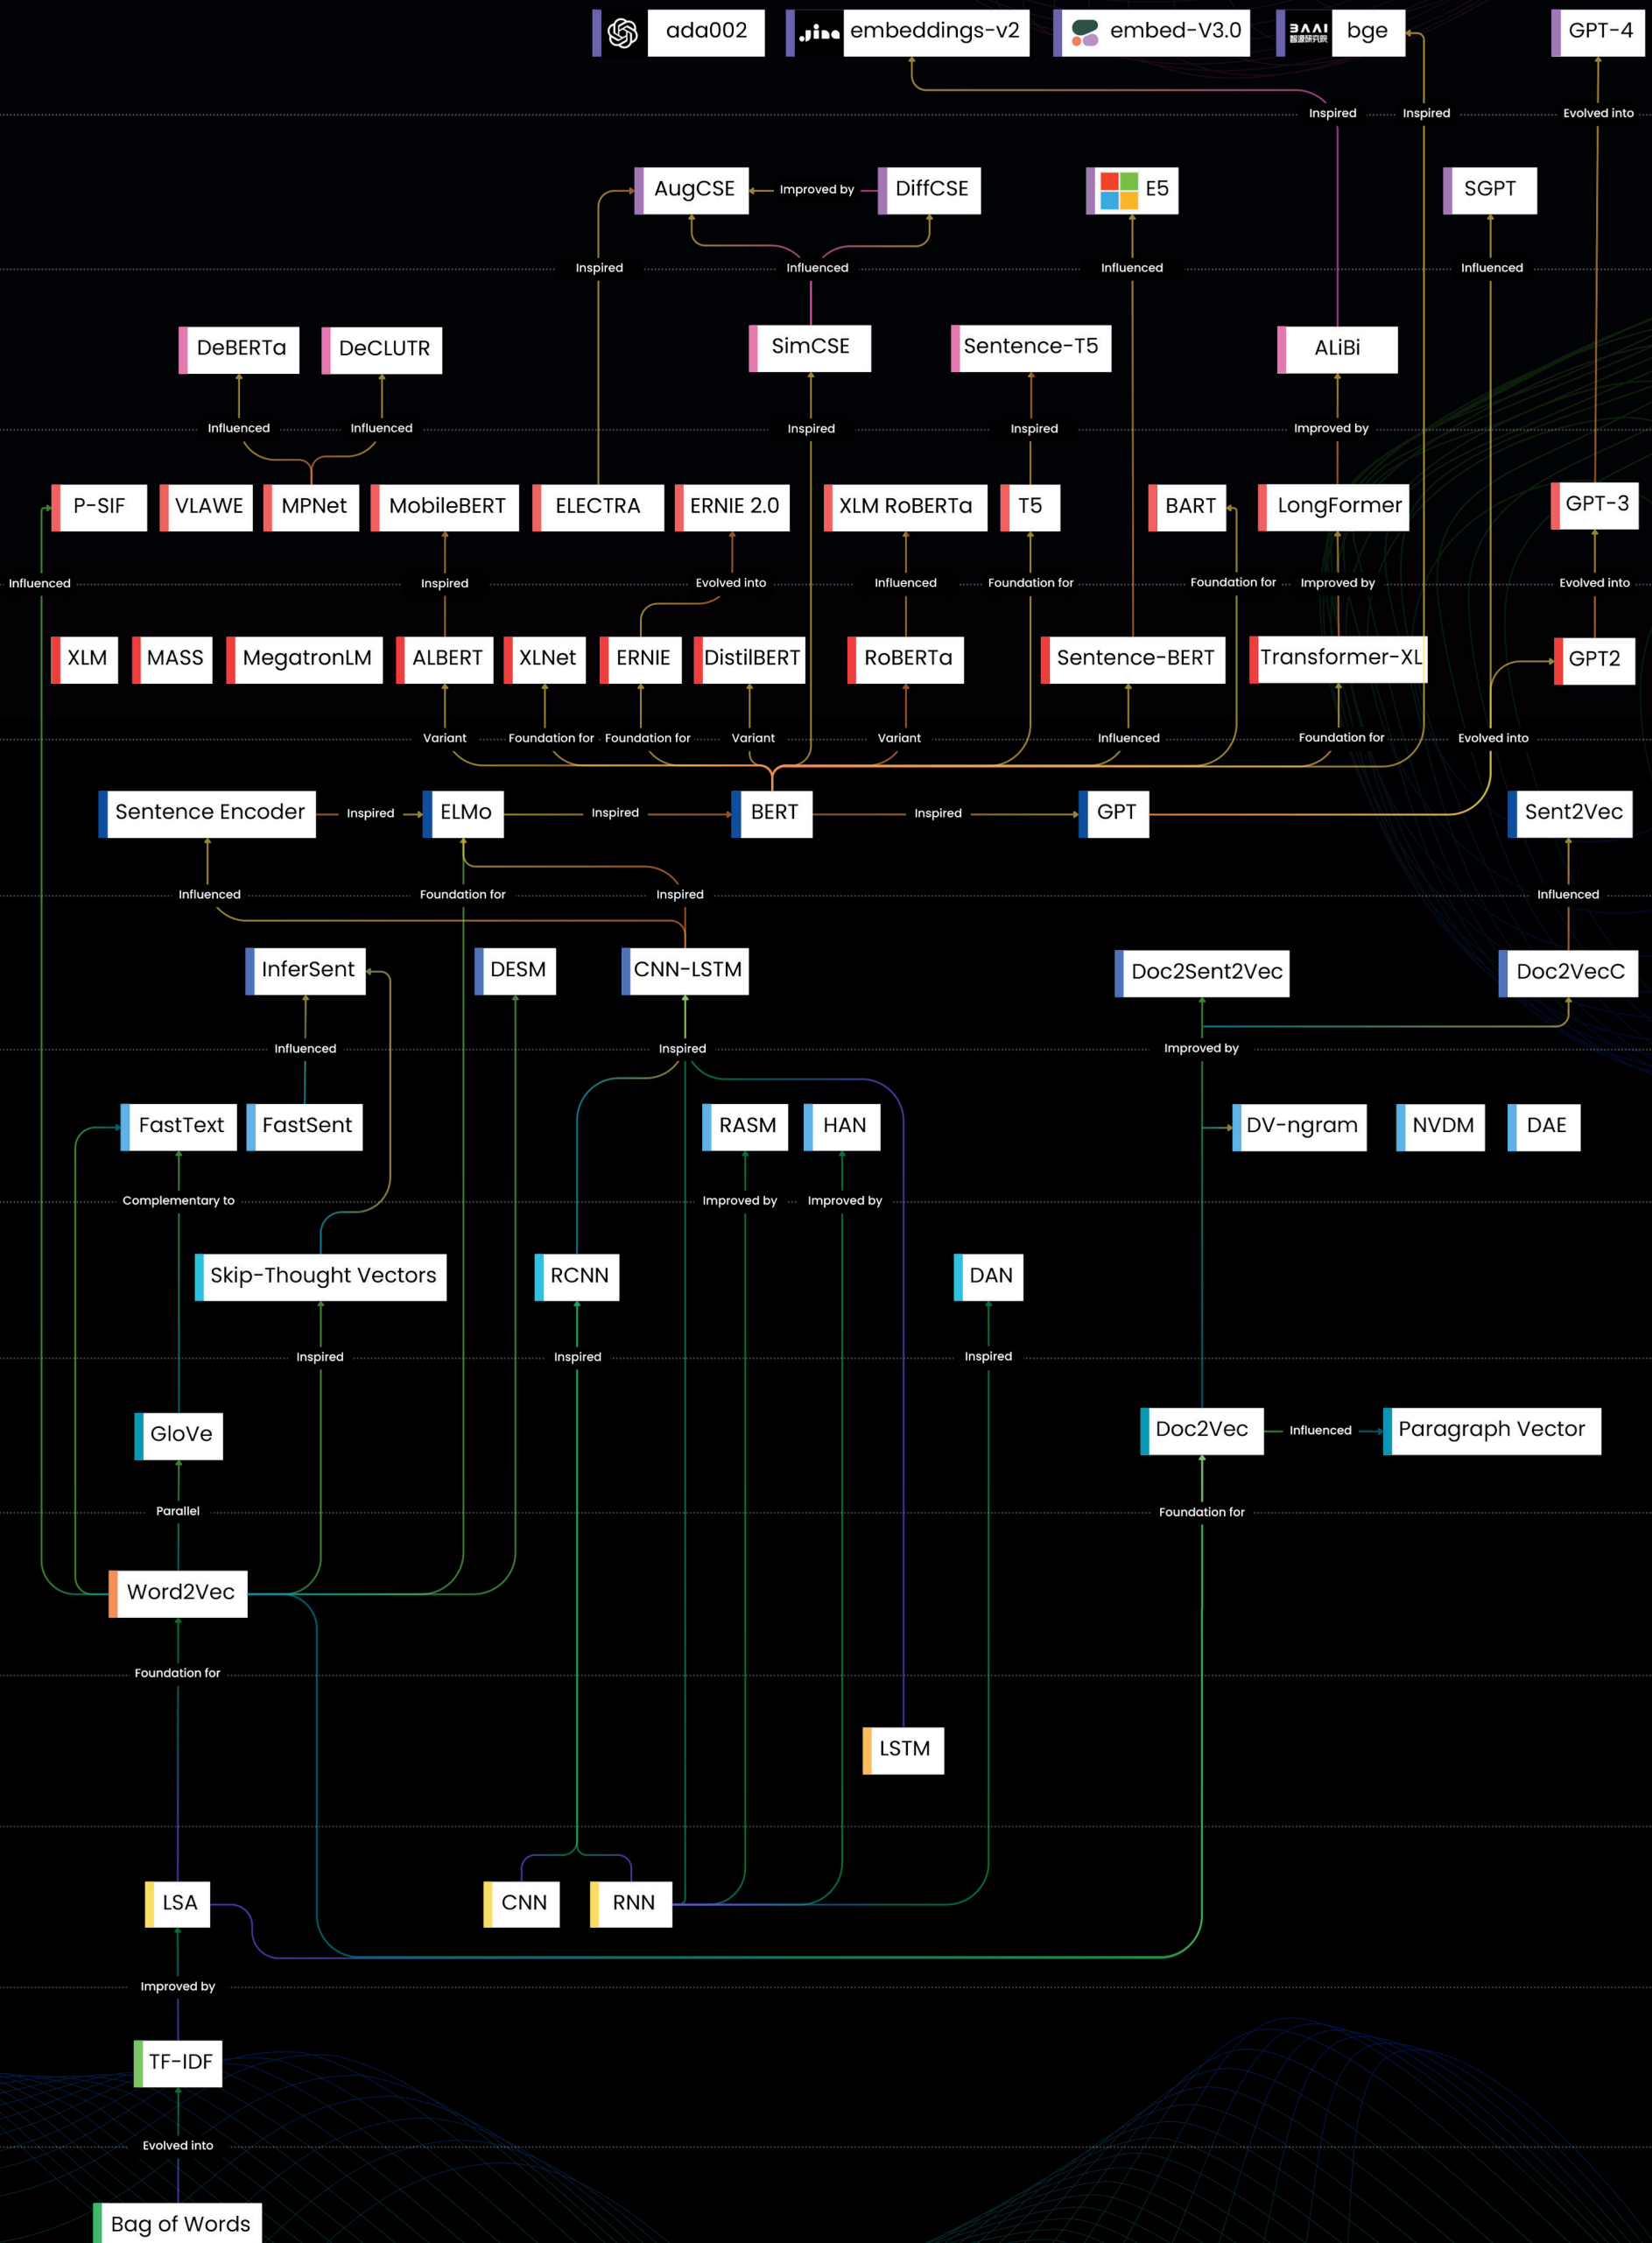 ada002
Jina embeddings-v2
embed-V3.0
BAAI
智源研究院
bge
GPT-4
Inspired
Inspired
Evolved into
AugCSE
Improved by
DiffCSE
E5
SGPT
Inspired
Influenced
Influenced
Influenced
DeBERTa
DeCLUTR
SimCSE
Sentence-T5
ALiBi
Influenced
Influenced
Inspired
Inspired
Improved by
P-SIF
VLAWE
MPNet
MobileBERT
ELECTRA
ERNIE 2.0
XLM RoBERTa
T5
BART
LongFormer
GPT-3
Influenced
Inspired
Evolved into
Influenced
Foundation for
Foundation for
Improved by
Evolved into
XLM
MASS
MegatronLM
ALBERT
XLNet
ERNIE
DistilBERT
RoBERTa
Sentence-BERT
Transformer-XL
GPT2
Variant
Foundation for
Foundation for
Variant
Variant
Influenced
Foundation for
Evolved into
Sentence Encoder
Inspired
ELMo
Inspired
BERT
Inspired
GPT
Sent2Vec
Influenced
Foundation for
Inspired
Influenced
InferSent
DESM
CNN-LSTM
Doc2Sent2Vec
Doc2VecC
Influenced
Inspired
Improved by
FastText
FastSent
RASM
HAN
DV-ngram
NVDM
DAE
Complementary to
Improved by
Improved by
Skip-Thought Vectors
RCNN
DAN
Inspired
Inspired
Inspired
GloVe
Doc2Vec
Influenced
Paragraph Vector
Parallel
Foundation for
Word2Vec
Foundation for
LSTM
LSA
CNN
RNN
Improved by
TF-IDF
Evolved into
Bag of Words